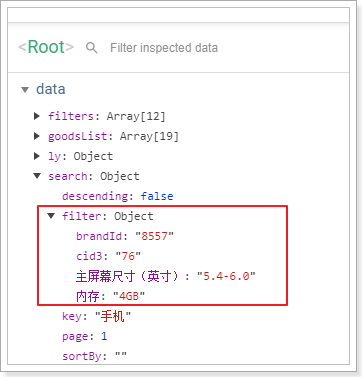 <Root> Filter inspected data
data
filters: Array[12]
goodsList: Array[19]
ly: Object
search: Object
descending: false
filter: Object
brandId: "8557"
cid3: "76"
主屏幕尺寸（英寸）: "5.4-6.0"
内存: "4GB"
key: "手机"
page: 1
sortBy: ""